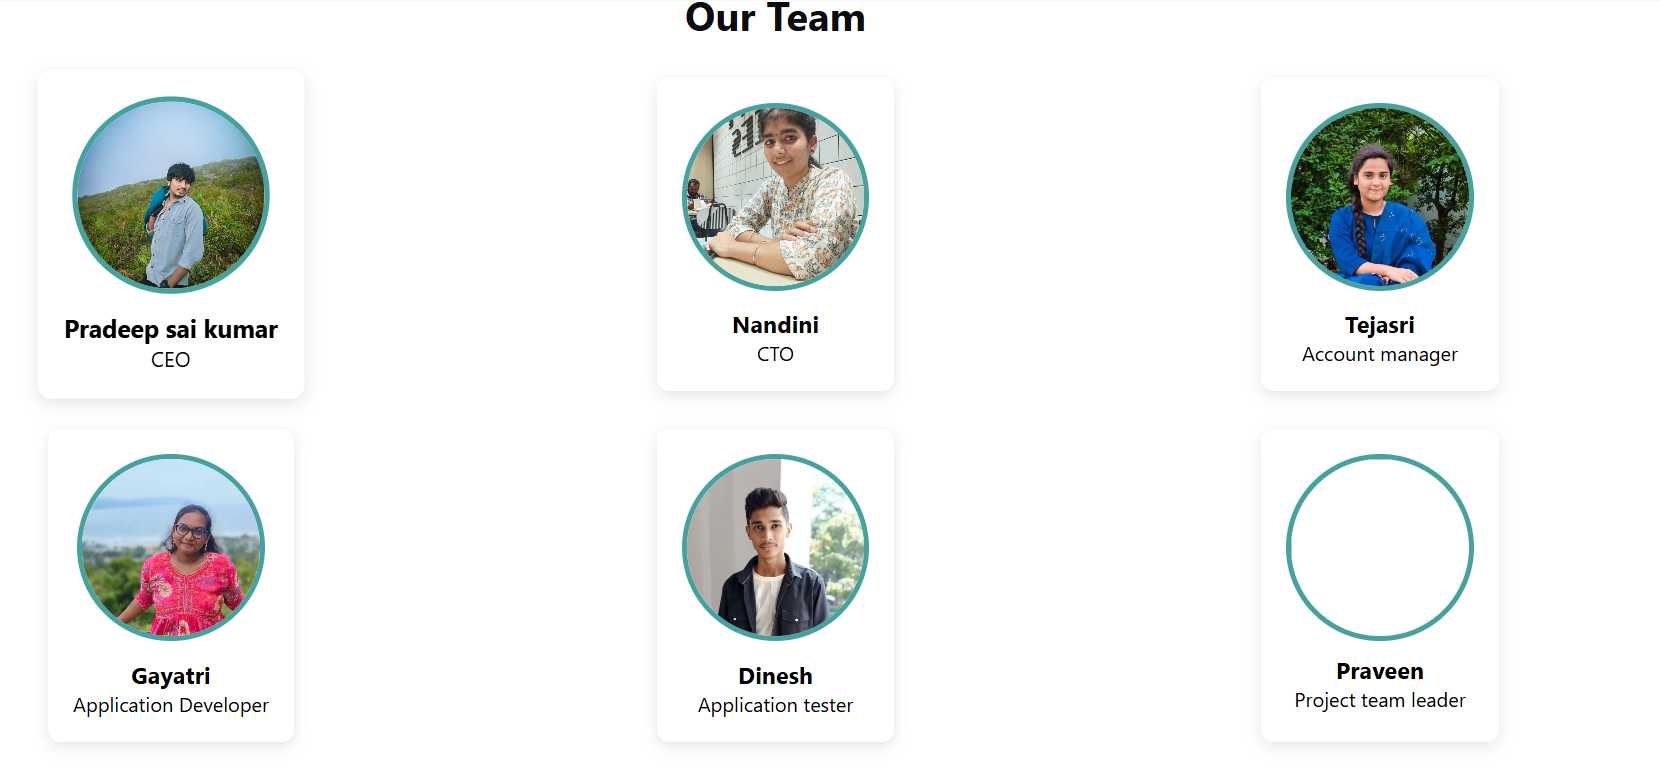 Our Team
Pradeep sai kumar
CEO
Nandini
CTO
Tejasri
Account manager
Gayatri
Application Developer
Dinesh
Application tester
Praveen
Project team leader